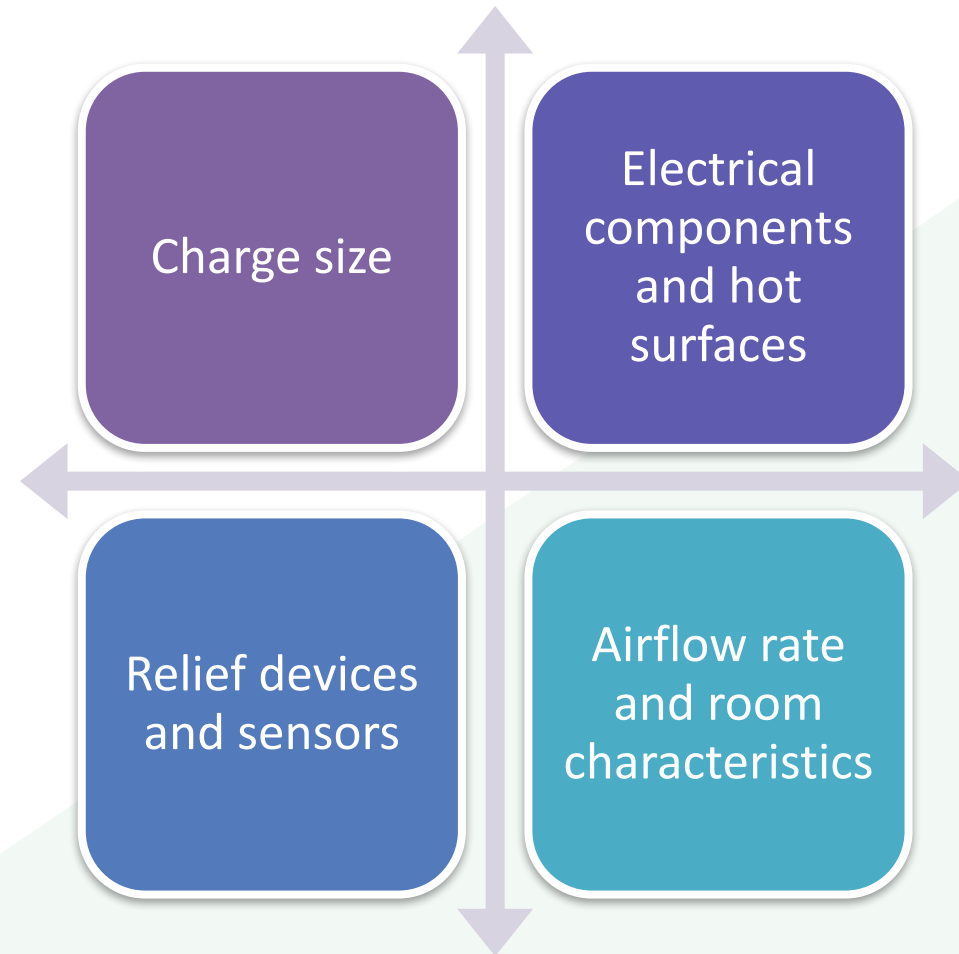 Charge size
Electrical
components
and hot
surfaces
Relief devices
and sensors
Airflow rate
and room
characteristics